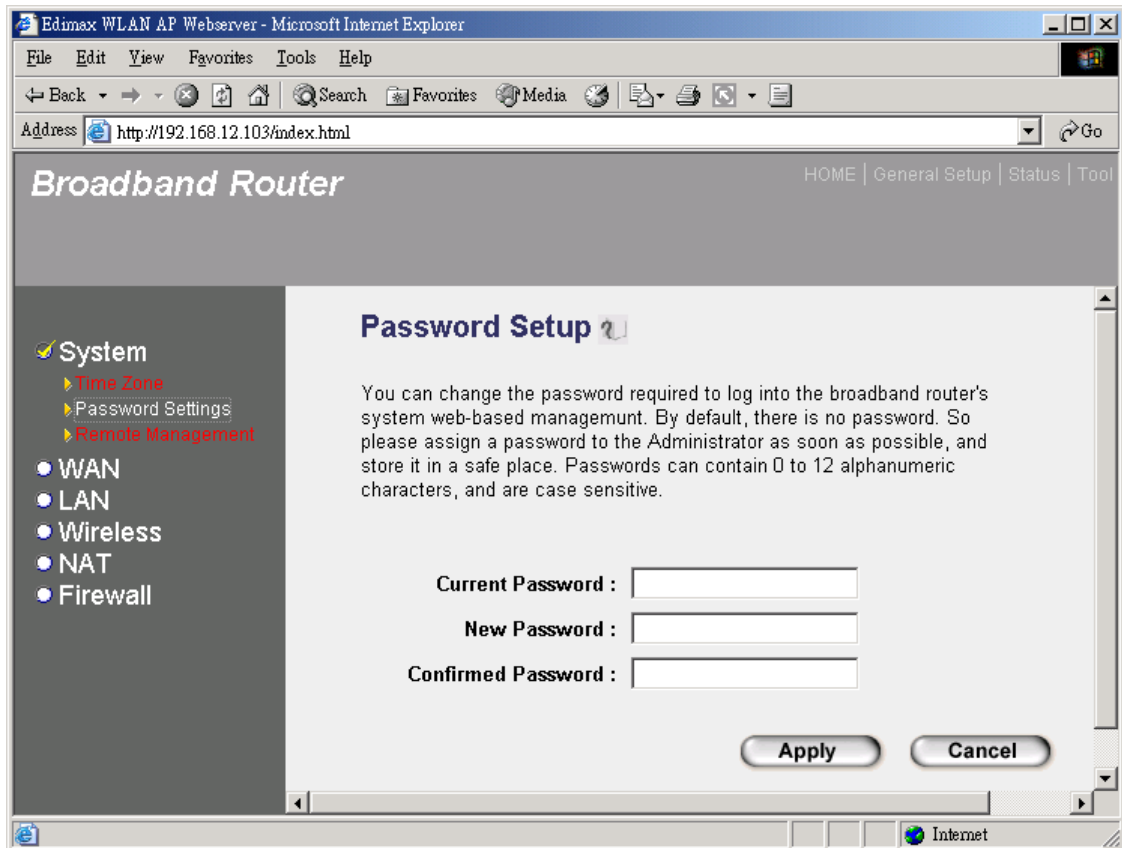 Edimax WLAN AP Webserver - Microsoft Internet Explorer
File Edit View Favorites Tools Help
Back Search Favorites Media
Address http://192.168.12.103/index.html Go
Broadband Router
HOME | General Setup | Status | Tool
System
Time Zone
Password Settings
Remote Management
WAN
LAN
Wireless
NAT
Firewall
Password Setup
You can change the password required to log into the broadband router's
system web-based managemunt. By default, there is no password. So
please assign a password to the Administrator as soon as possible, and
store it in a safe place. Passwords can contain 0 to 12 alphanumeric
characters, and are case sensitive.
Current Password :
New Password :
Confirmed Password :
Apply Cancel
Internet